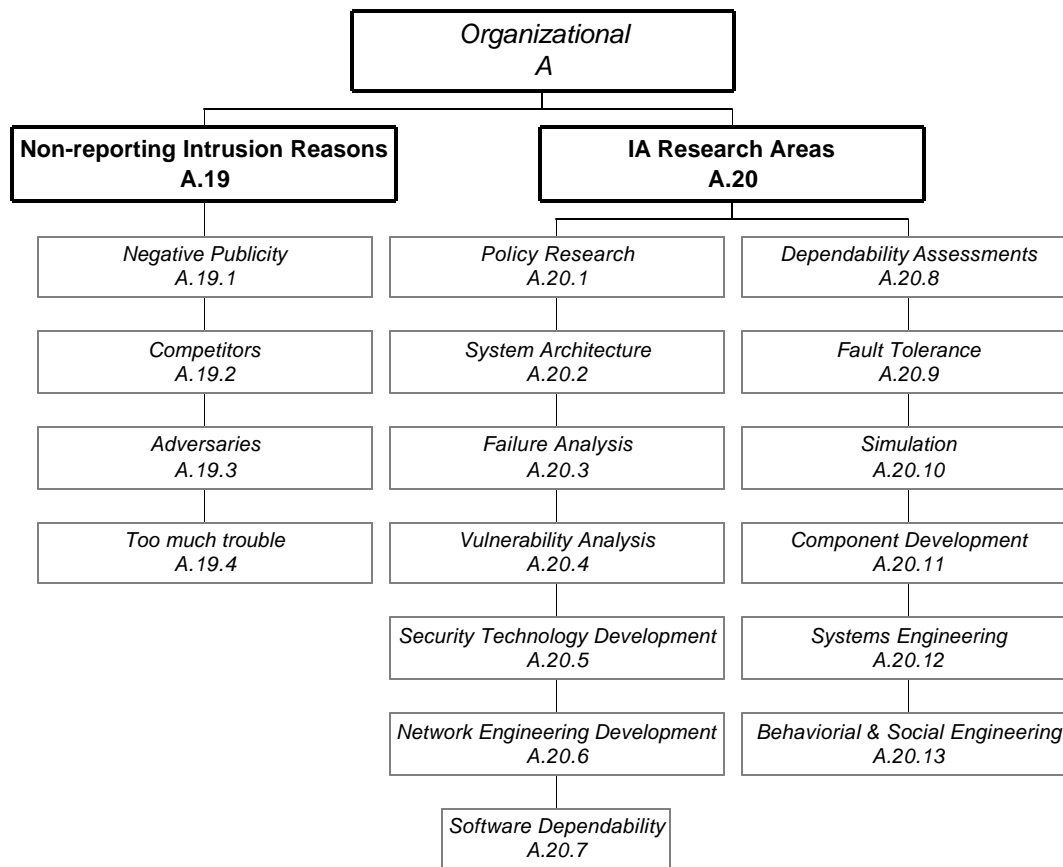 Organizational
A
Non-reporting Intrusion Reasons
A.19
IA Research Areas
A.20
Negative Publicity
A.19.1
Competitors
A.19.2
Adversaries
A.19.3
Too much trouble
A.19.4
Policy Research
A.20.1
System Architecture
A.20.2
Failure Analysis
A.20.3
Vulnerability Analysis
A.20.4
Security Technology Development
A.20.5
Network Engineering Development
A.20.6
Software Dependability
A.20.7
Dependability Assessments
A.20.8
Fault Tolerance
A.20.9
Simulation
A.20.10
Component Development
A.20.11
Systems Engineering
A.20.12
Behaviorial & Social Engineering
A.20.13